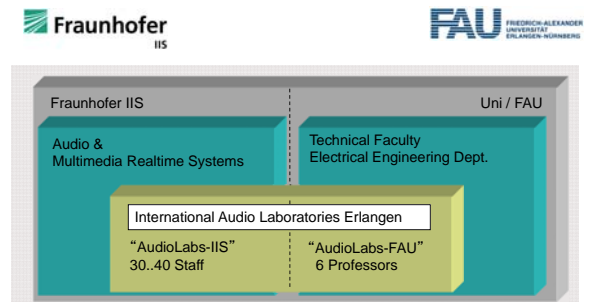 Fraunhofer
IIS
FAU
FRIEDRICH-ALEXANDER
UNIVERSITÄT
ERLANGEN-NÜRNBERG
Fraunhofer IIS
Uni / FAU
Audio &
Multimedia Realtime Systems
Technical Faculty
Electrical Engineering Dept.
International Audio Laboratories Erlangen
“AudioLabs-IIS”
30..40 Staff
“AudioLabs-FAU”
6 Professors